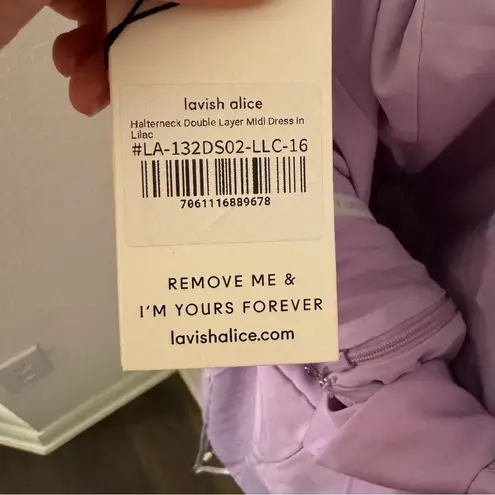 lavish alice
Halterneck Double Layer Midi Dress in
Lilac
#LA-132DS02-LLC-16
7061116889678
REMOVE ME &
I'M YOURS FOREVER
lavishalice.com